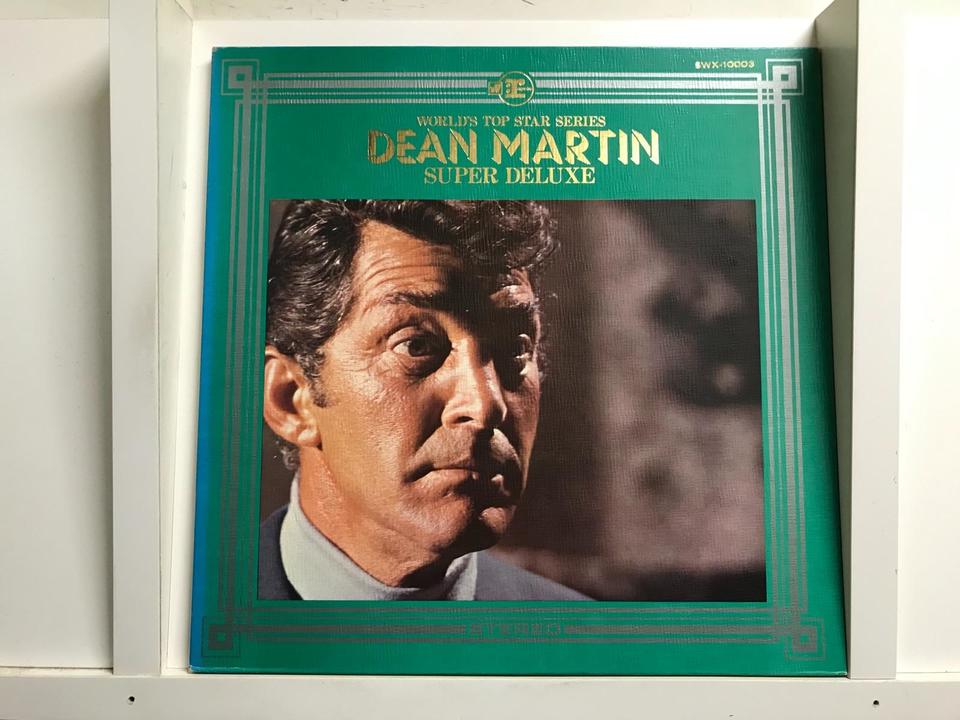 SWX-10003
WORLD'S TOP STAR SERIES
DEAN MARTIN
SUPER DELUXE
STEREO